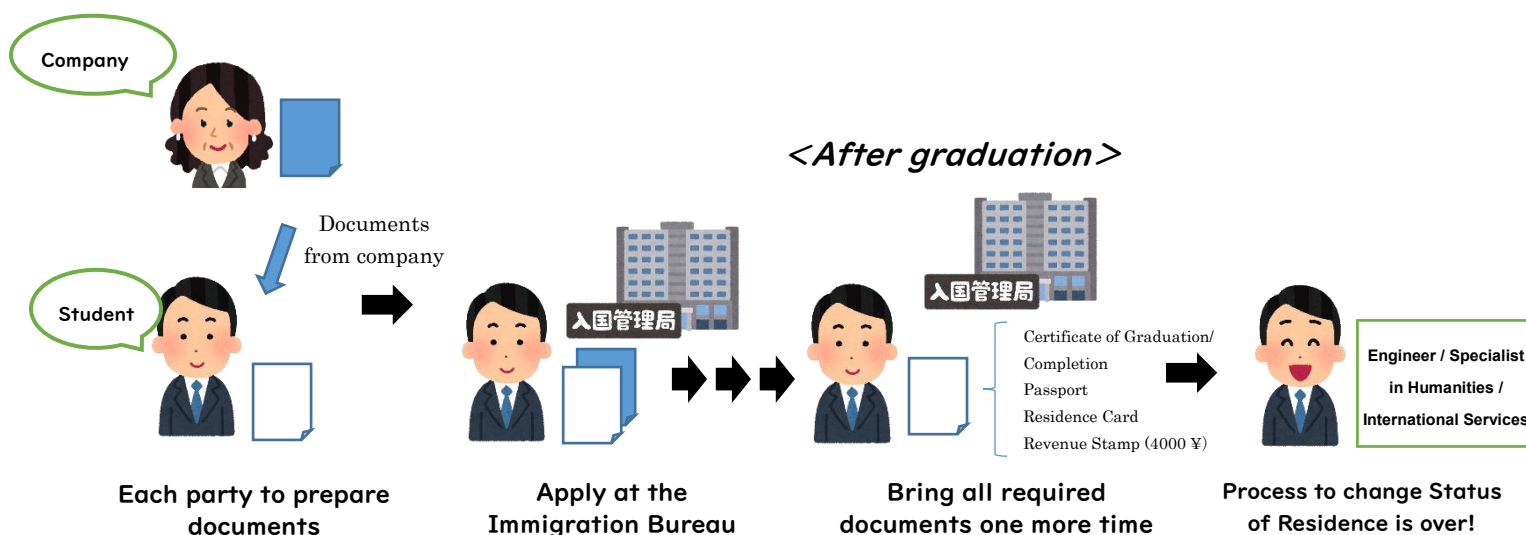 Company
Documents
from company
Student
Each party to prepare
documents
入国管理局
Apply at the
Immigration Bureau
＜After graduation＞
入国管理局
Certificate of Graduation/
Completion
Passport
Residence Card
Revenue Stamp (4000 ¥)
Bring all required
documents one more time
Engineer / Specialist
in Humanities /
International Services
Process to change Status
of Residence is over!